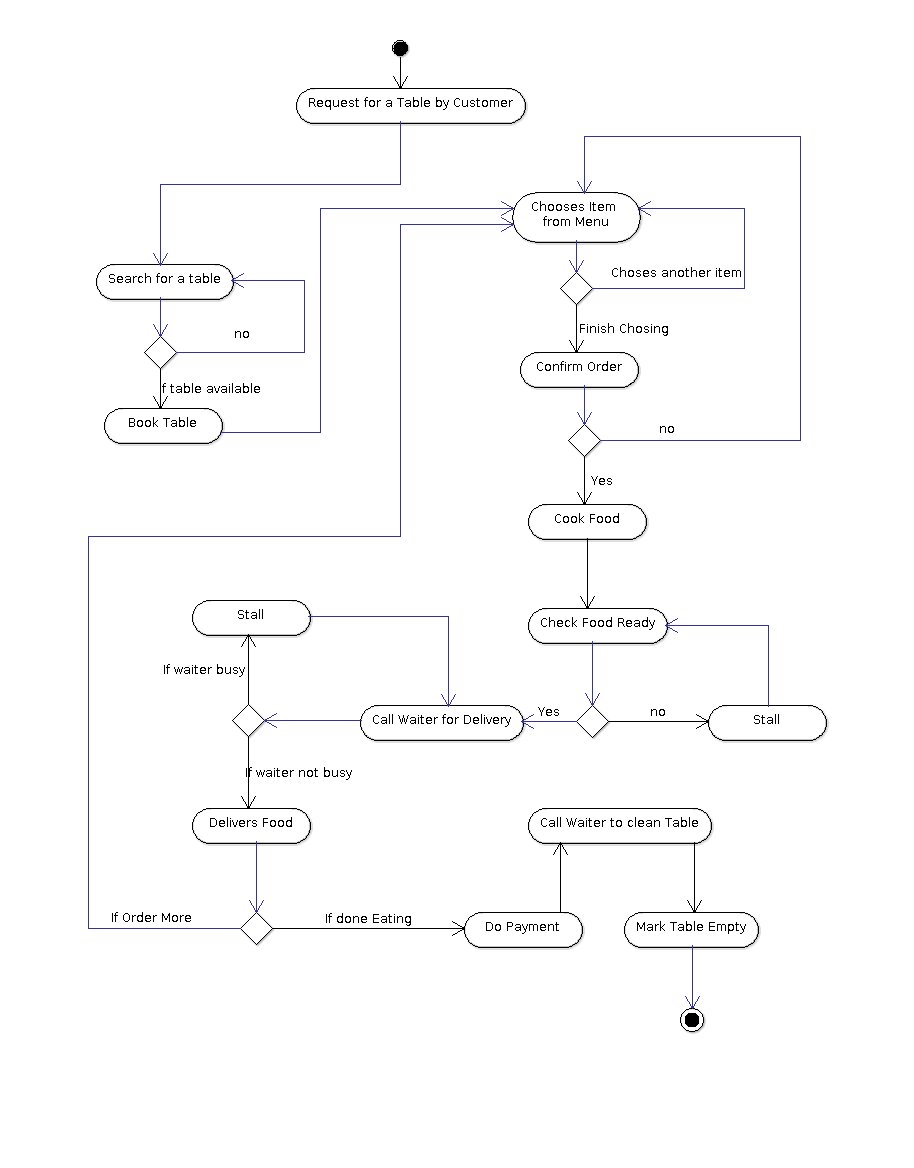 Request for a Table by Customer
Chooses Item
from Menu
Search for a table
Choses another item
no
Finish Chosing
Confirm Order
f table available
Book Table
no
Yes
Cook Food
Stall
Check Food Ready
If waiter busy
Call Waiter for Delivery
Yes
no
Stall
If waiter not busy
Delivers Food
Call Waiter to clean Table
If Order More
If done Eating
Do Payment
Mark Table Empty